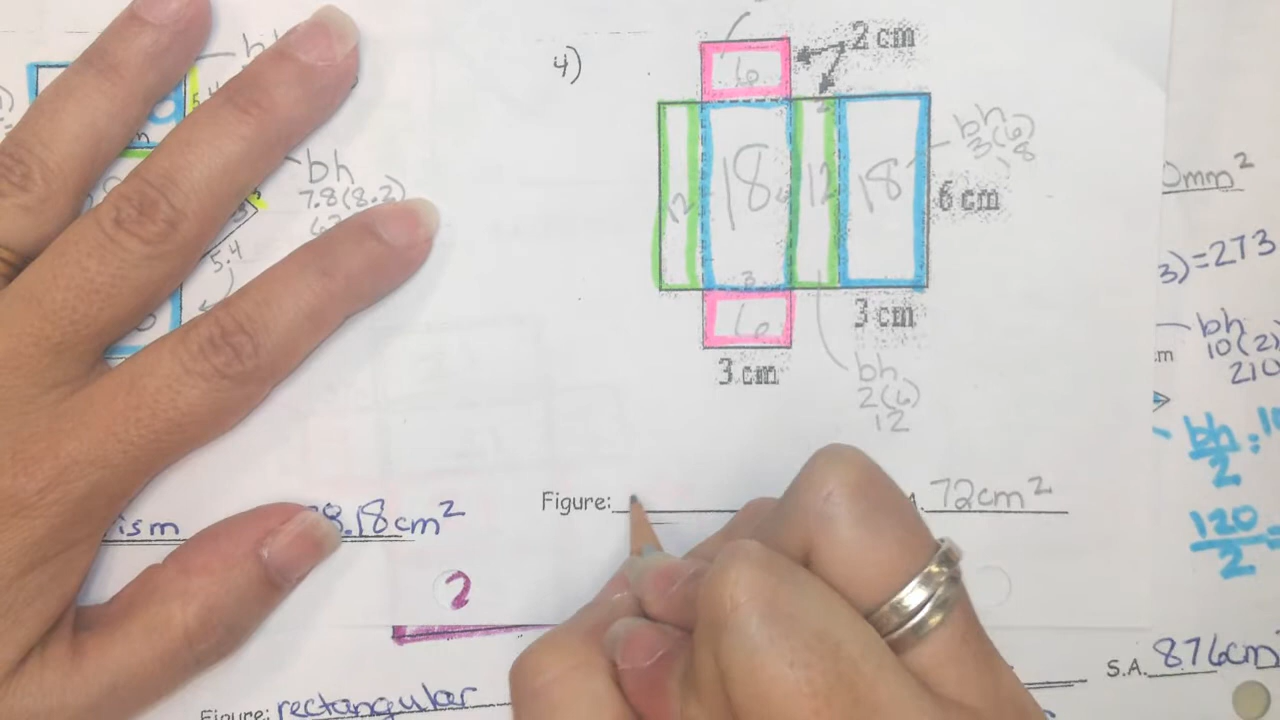 4)
2 cm
6
12
18
12
18
bh
3(6)
18
6 cm
3
6
3 cm
3 cm
bh
2(6)
12
Figure:
72cm²
bh
7.8(8.2)
5.4
ism
8.18cm²
2
Figure: rectangular
S.A. 876cm
0mm²
3)=273
bh
10(2)
210
m
bh
2
120
2
=